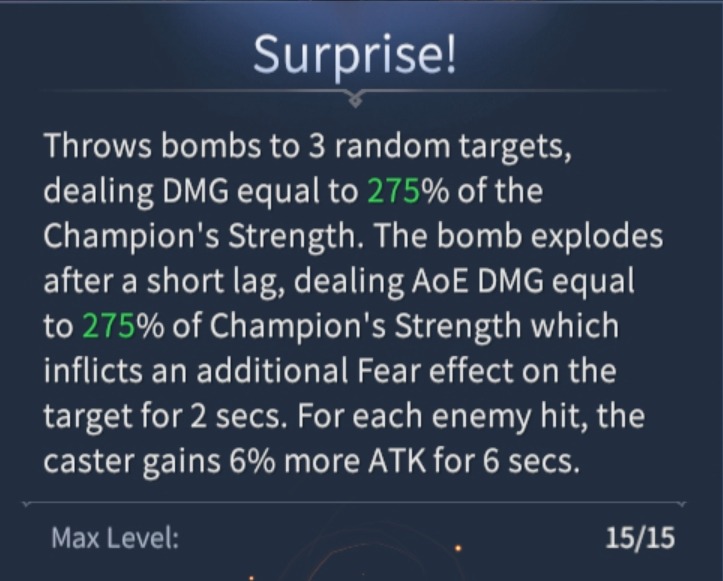 Surprise!
Throws bombs to 3 random targets,
dealing DMG equal to 275% of the
Champion's Strength. The bomb explodes
after a short lag, dealing AoE DMG equal
to 275% of Champion's Strength which
inflicts an additional Fear effect on the
target for 2 secs. For each enemy hit, the
caster gains 6% more ATK for 6 secs.
Max Level: 15/15